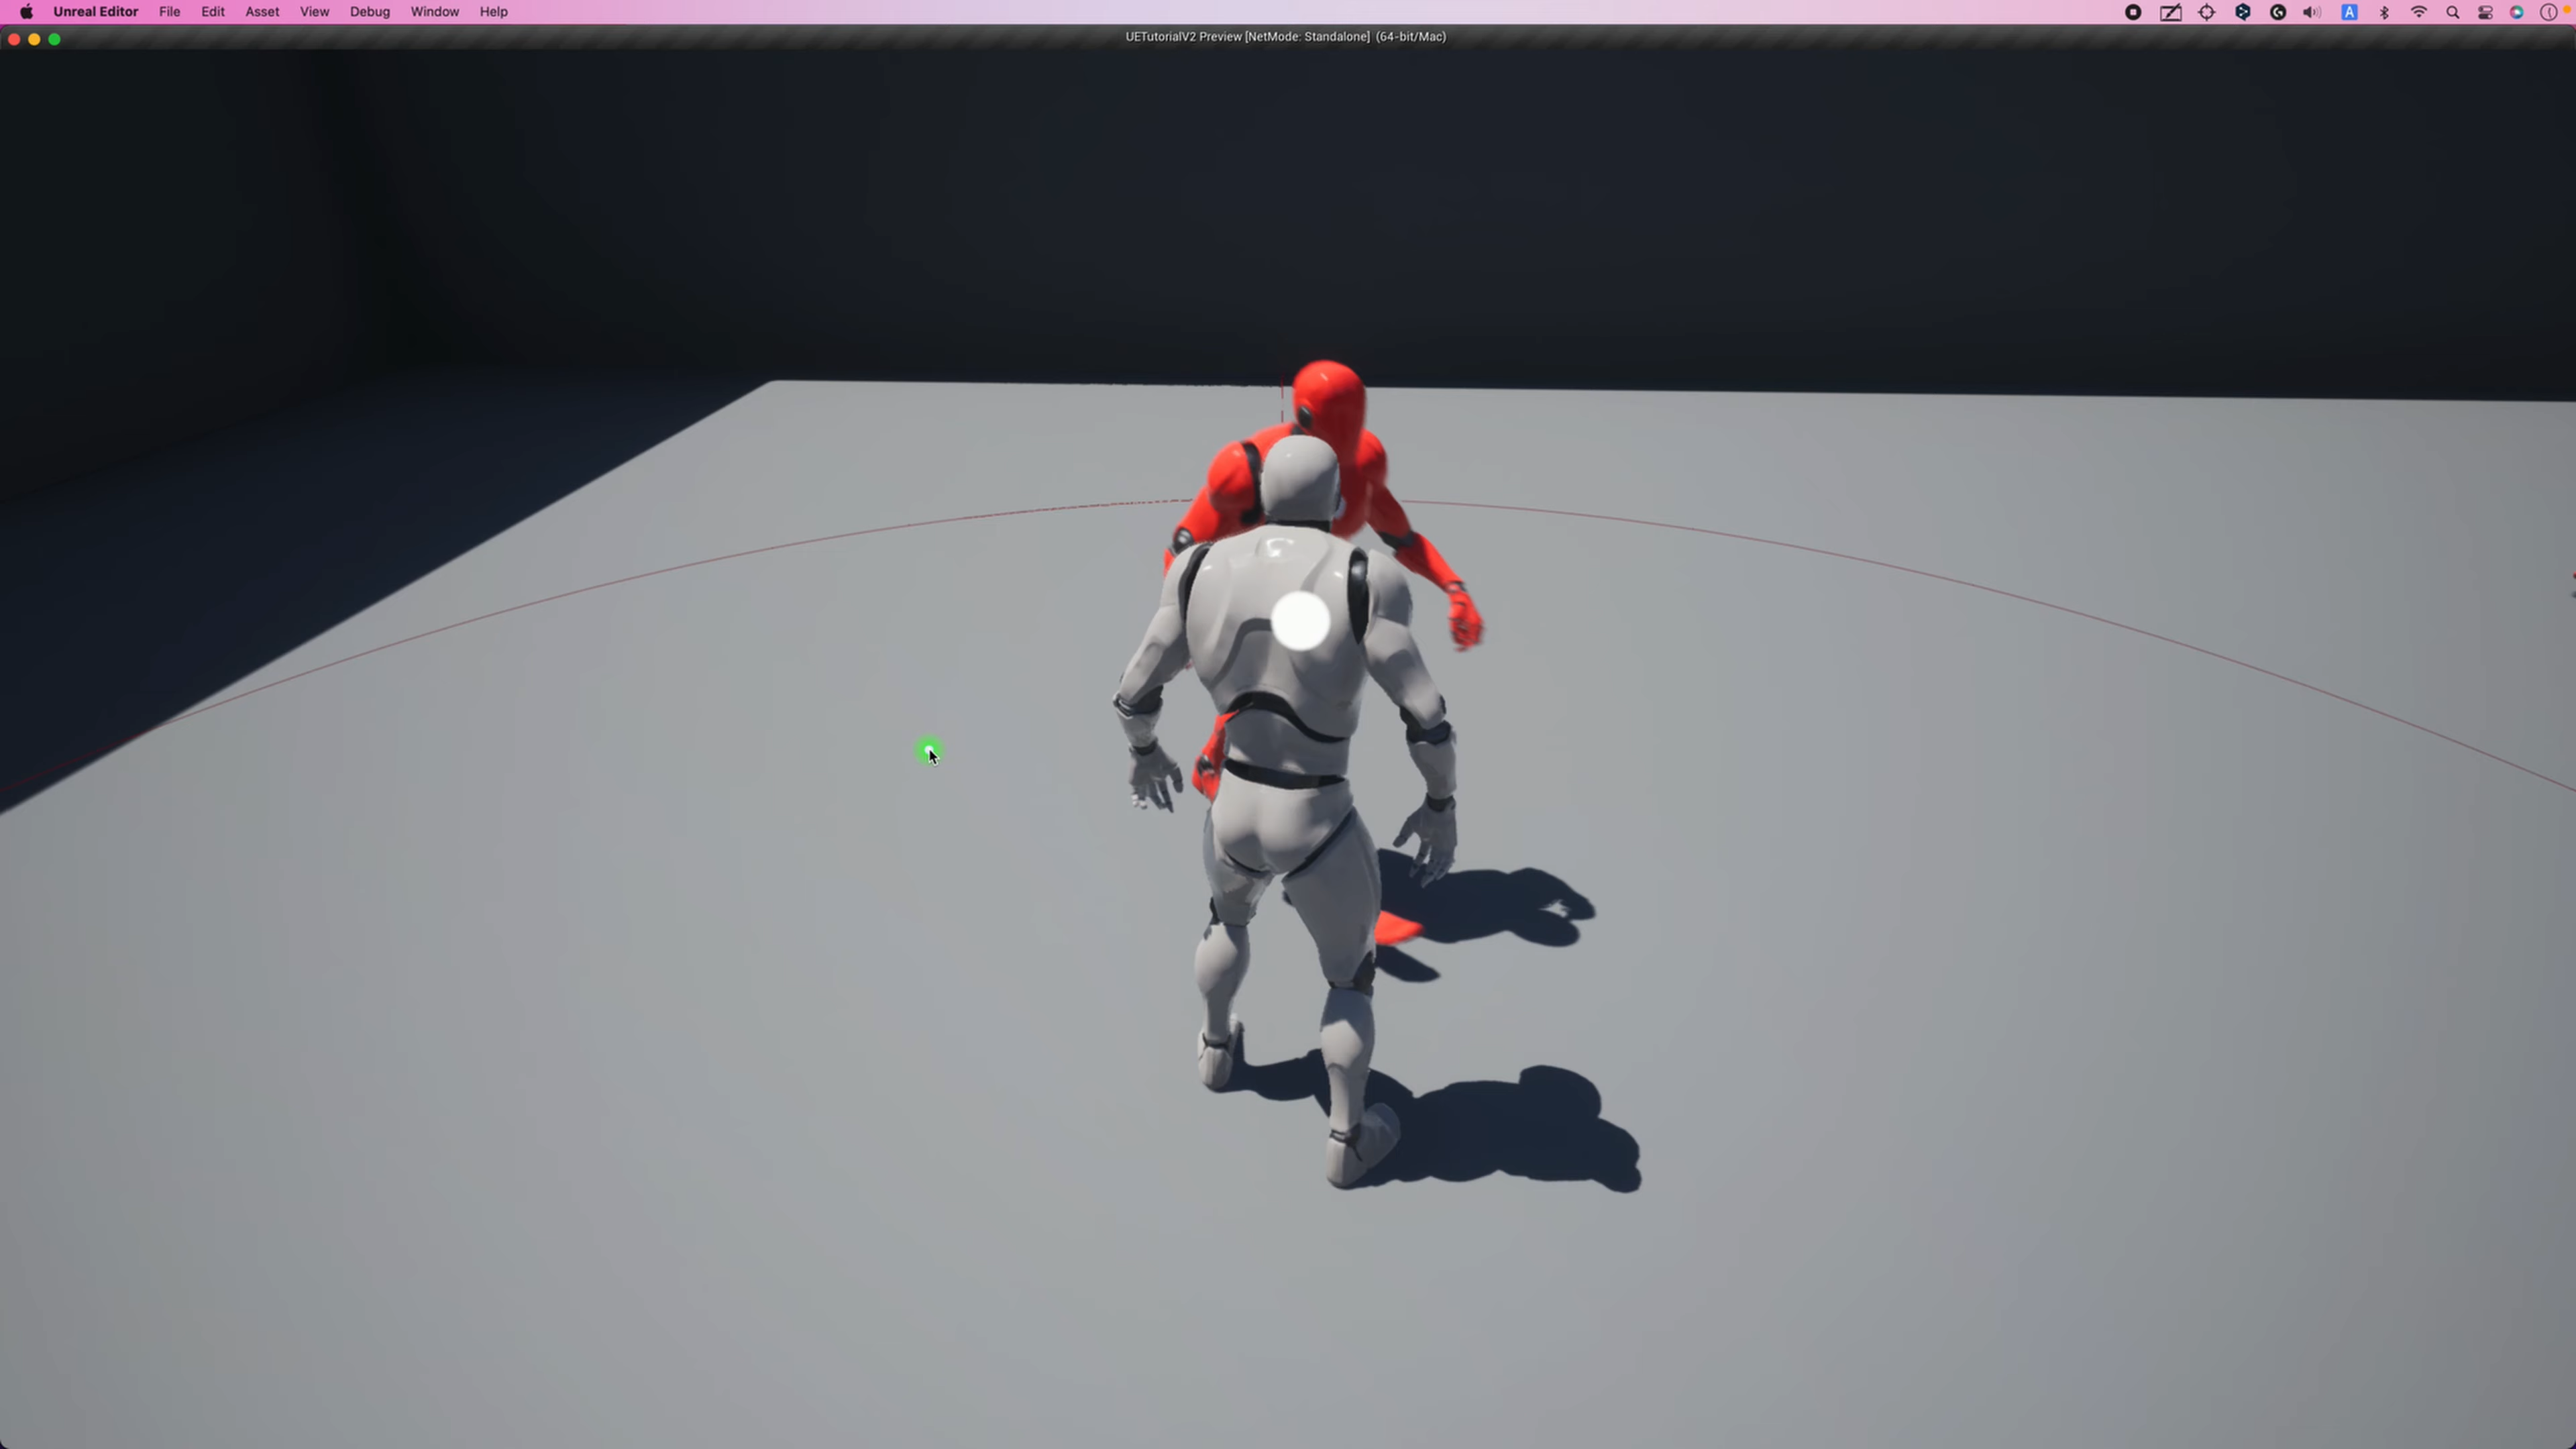 Unreal Editor File Edit Asset View Debug Window Help A
UETutorialV2 Preview [NetMode: Standalone] (64-bit/Mac)